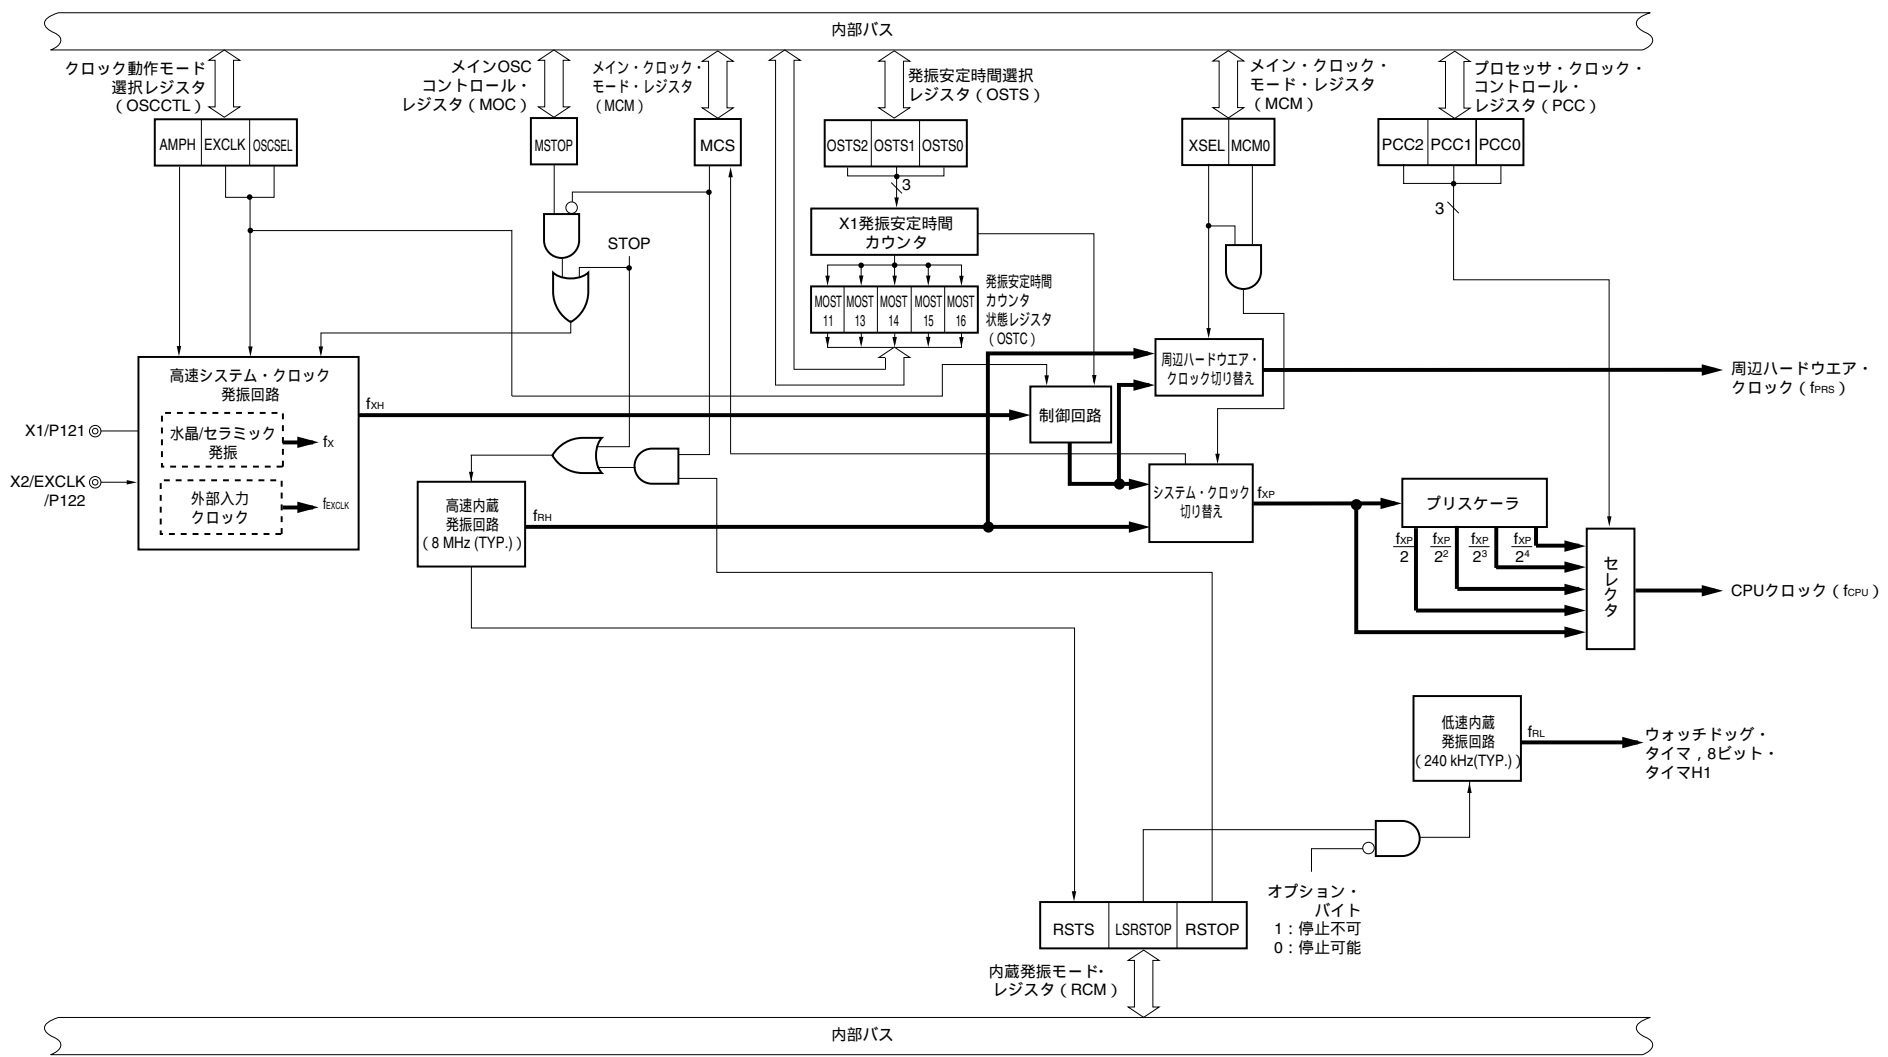 内部バス
クロック動作モード
選択レジスタ
(OSCCTL)
メインOSC
コントロール・
レジスタ(MOC)
メイン・クロック・
モード・レジスタ
(MCM)
発振安定時間選択
レジスタ(OSTS)
メイン・クロック・
モード・レジスタ
(MCM)
プロセッサ・クロック・
コントロール・
レジスタ(PCC)
AMPH EXCLK OSCSEL
MSTOP
MCS
OSTS2 OSTS1 OSTS0
XSEL MCM0
PCC2 PCC1 PCC0
3
3
X1発振安定時間
カウンタ
STOP
MOST 11
MOST 13
MOST 14
MOST 15
MOST 16
発振安定時間
カウンタ
状態レジスタ
(OSTC)
高速システム・クロック
発振回路
水晶/セラミック
発振
fX
外部入力
クロック
fEXCLK
X1/P121
X2/EXCLK
/P122
fXH
制御回路
周辺ハードウエア・
クロック切り替え
周辺ハードウエア・
クロック(fPRS)
高速内蔵
発振回路
(8 MHz (TYP.))
fRH
システム・クロック
切り替え
fXP
プリスケーラ
fXP/2
fXP/2²
fXP/2³
fXP/2⁴
セレクタ
CPUクロック(fCPU)
低速内蔵
発振回路
(240 kHz(TYP.))
fRL
ウォッチドッグ・
タイマ,8ビット・
タイマH1
オプション・
バイト
1:停止不可
0:停止可能
RSTS LSRSTOP RSTOP
内蔵発振モード・
レジスタ(RCM)
内部バス